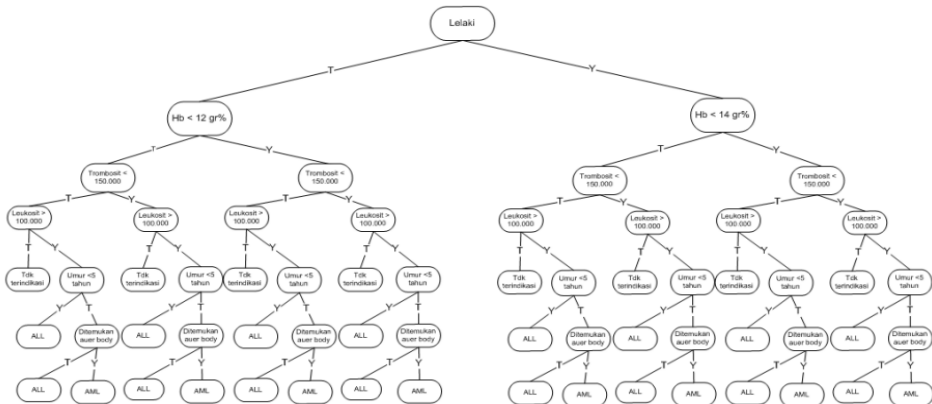 Lelaki
T Y
Hb < 12 gr% Hb < 14 gr%
T Y T Y
Trombosit < Trombosit < Trombosit < Trombosit <
150.000 150.000 150.000 150.000
T Y T Y T Y T Y
Leukosit > Leukosit > Leukosit > Leukosit > Leukosit > Leukosit > Leukosit > Leukosit >
100.000 100.000 100.000 100.000 100.000 100.000 100.000 100.000
T Y T Y T Y T Y T Y T Y T Y T Y
Tdk Umur <5 Tdk Umur <5 Tdk Umur <5 Tdk Umur <5 Tdk Umur <5 Tdk Umur <5 Tdk Umur <5 Tdk Umur <5
terindikasi tahun terindikasi tahun terindikasi tahun terindikasi tahun terindikasi tahun terindikasi tahun terindikasi tahun terindikasi tahun
Y T Y T Y T Y T Y T Y T Y T Y T
ALL Ditemukan ALL Ditemukan ALL Ditemukan ALL Ditemukan ALL Ditemukan ALL Ditemukan ALL Ditemukan ALL Ditemukan
auer body auer body auer body auer body auer body auer body auer body auer body
T Y T Y T Y T Y T Y T Y T Y T Y
ALL AML ALL AML ALL AML ALL AML ALL AML ALL AML ALL AML ALL AML